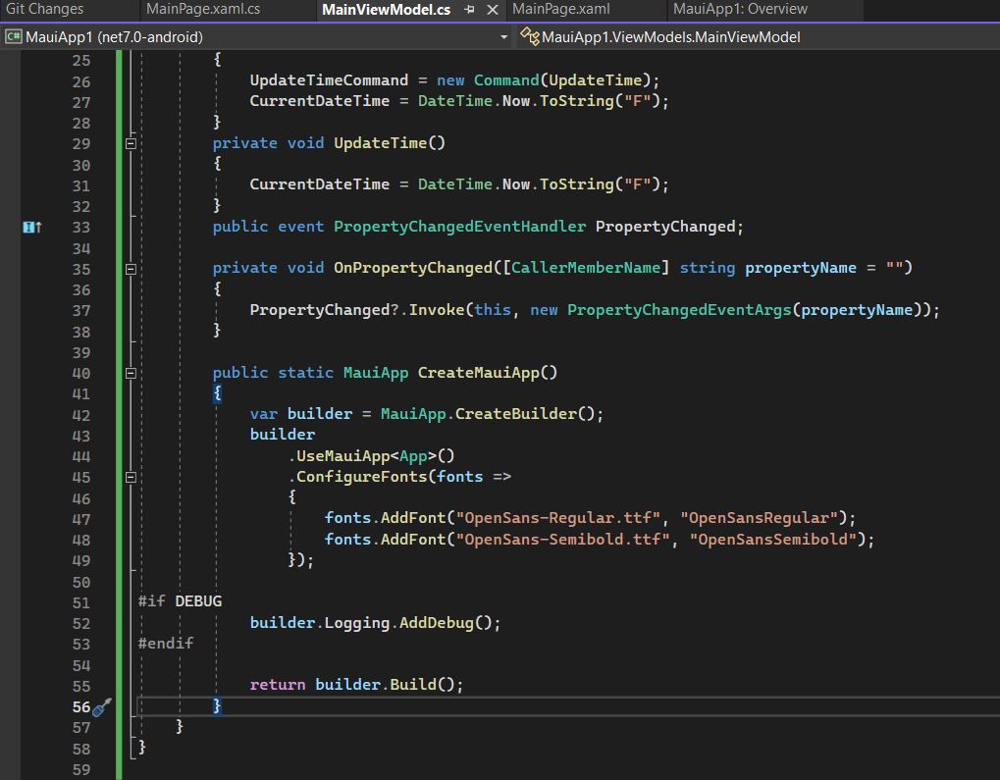 Git Changes MainPage.xaml.cs MainViewModel.cs MainPage.xaml MauiApp1: Overview
C# MauiApp1 (net7.0-android) MauiApp1.ViewModels.MainViewModel
25 {
26 UpdateTimeCommand = new Command(UpdateTime);
27 CurrentDateTime = DateTime.Now.ToString("F");
28 }
29 private void UpdateTime()
30 {
31 CurrentDateTime = DateTime.Now.ToString("F");
32 }
33 public event PropertyChangedEventHandler PropertyChanged;
34
35 private void OnPropertyChanged([CallerMemberName] string propertyName = "")
36 {
37 PropertyChanged?.Invoke(this, new PropertyChangedEventArgs(propertyName));
38 }
39
40 public static MauiApp CreateMauiApp()
41 {
42 var builder = MauiApp.CreateBuilder();
43 builder
44 .UseMauiApp<App>()
45 .ConfigureFonts(fonts =>
46 {
47 fonts.AddFont("OpenSans-Regular.ttf", "OpenSansRegular");
48 fonts.AddFont("OpenSans-Semibold.ttf", "OpenSansSemibold");
49 });
50
51 #if DEBUG
52 builder.Logging.AddDebug();
53 #endif
54
55 return builder.Build();
56 }
57 }
58 }
59